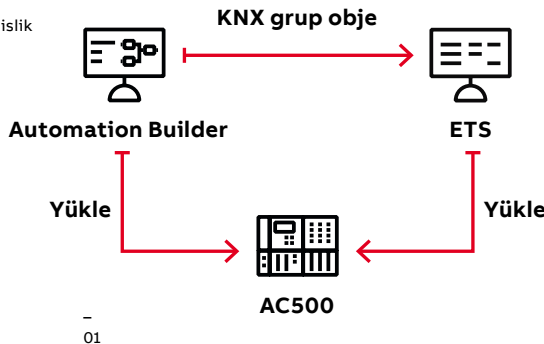 KNX grup obje
islik
Automation Builder
ETS
Yükle
Yükle
AC500
–
01